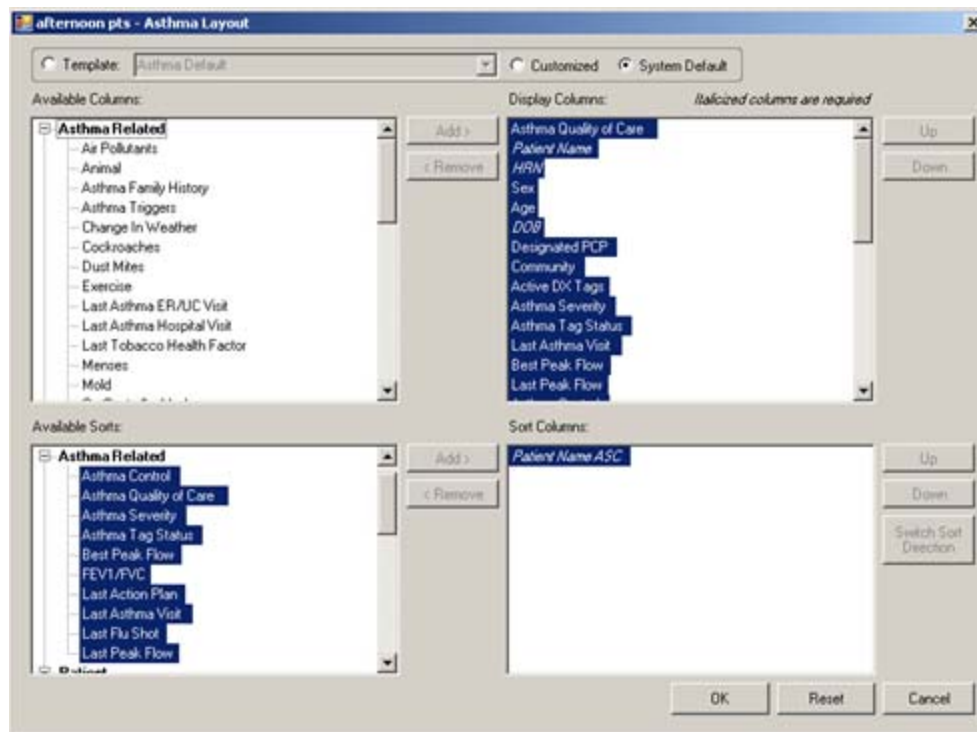 afternoon pts - Asthma Layout
Template: Asthma Default Customized System Default
Available Columns:
Asthma Related
Air Pollutants
Animal
Asthma Family History
Asthma Triggers
Change In Weather
Cockroaches
Dust Mites
Exercise
Last Asthma ER/UC Visit
Last Asthma Hospital Visit
Last Tobacco Health Factor
Menses
Mold
Add >
< Remove
Display Columns: Italicized columns are required
Asthma Quality of Care
Patient Name
HRN
Sex
Age
DOB
Designated PCP
Community
Active DX Tags
Asthma Severity
Asthma Tag Status
Last Asthma Visit
Best Peak Flow
Last Peak Flow
Up
Down
Available Sorts:
Asthma Related
Asthma Control
Asthma Quality of Care
Asthma Severity
Asthma Tag Status
Best Peak Flow
FEV1/FVC
Last Action Plan
Last Asthma Visit
Last Flu Shot
Last Peak Flow
Patient
Add >
< Remove
Sort Columns:
Patient Name ASC
Up
Down
Switch Sort
Direction
OK Reset Cancel